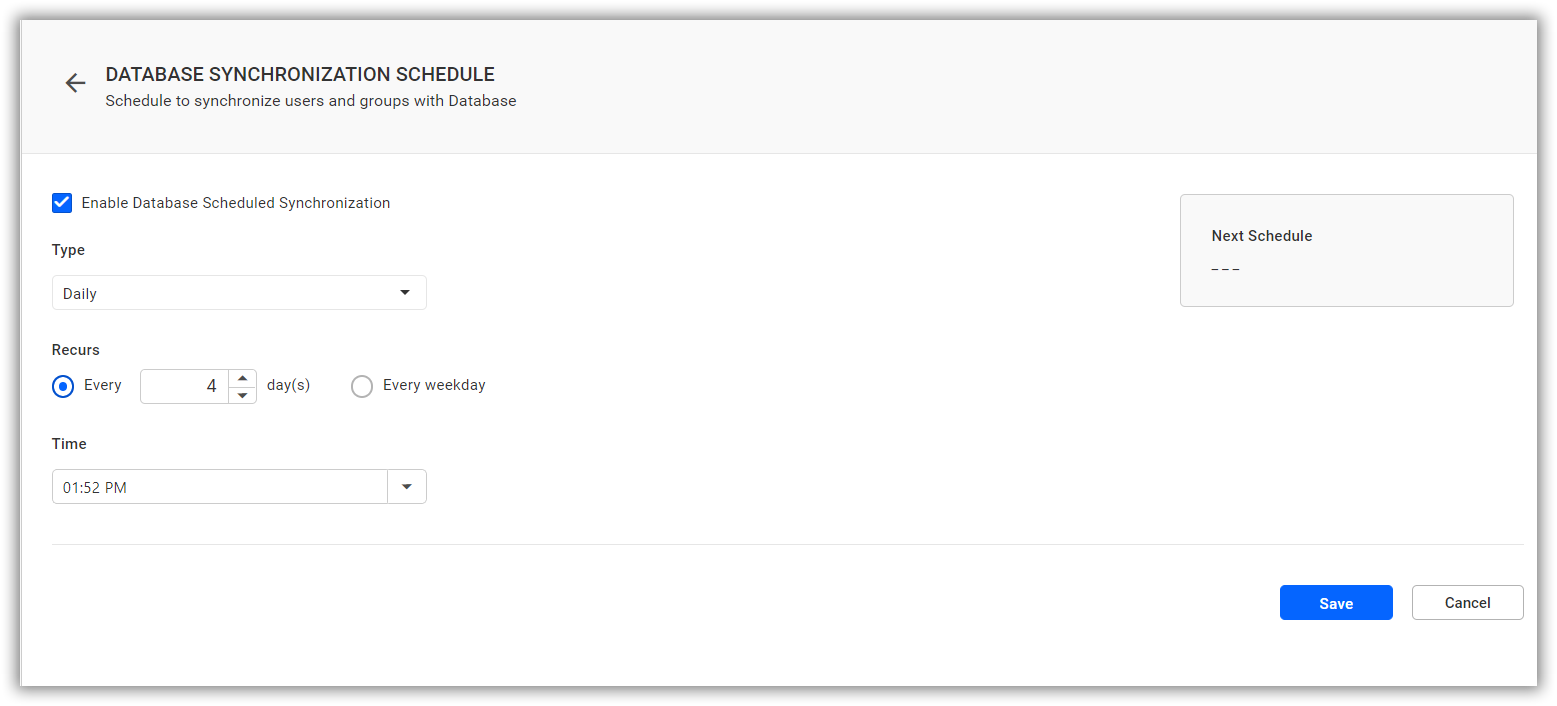 DATABASE SYNCHRONIZATION SCHEDULE
Schedule to synchronize users and groups with Database
Enable Database Scheduled Synchronization
Next Schedule
---
Type
Daily
Recurs
Every 4 day(s) Every weekday
Time
01:52 PM
Save Cancel